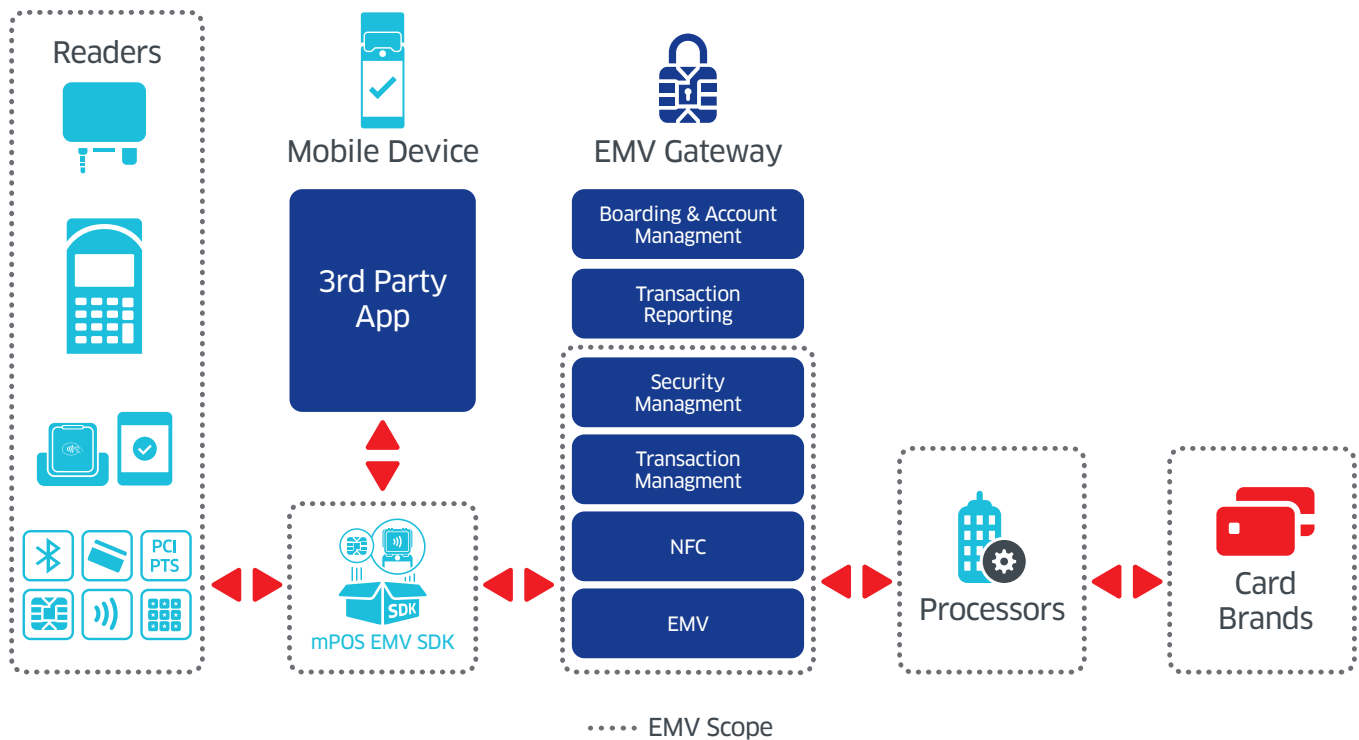 Readers
PCI
PTS
Mobile Device
3rd Party
App
SDK
mPOS EMV SDK
EMV Gateway
Boarding & Account
Managment
Transaction
Reporting
Security
Managment
Transaction
Managment
NFC
EMV
Processors
Card
Brands
EMV Scope